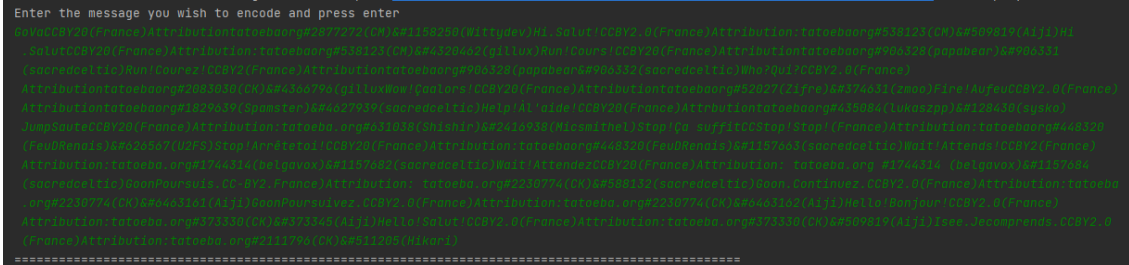 Enter the message you wish to encode and press enter
GoVaCCBY20(France)Attributiontatoebaorg#2877272(CM)&#1158250(Wittydev)Hi.Salut!CCBY2.0(France)Attribution:tatoebaorg#538123(CM)&#509819(Aiji)Hi
.SalutCCBY20(France)Attribution:tatoebaorg#538123(CM)&#4320462(gillux)Run!Cours!CCBY20(France)Attributiontatoebaorg#906328(papabear)&#906331
(sacredceltic)Run!Courez!CCBY2(France)Attributiontatoebaorg#906328(papabear&#906332(sacredceltic)Who?Qui?CCBY2.0(France)
Attributiontatoebaorg#2083030(CK)&#4366796(gilluxWow!Çaalors!CCBY20(France)Attributiontatoebaorg#52027(Zifre)&#374631(zmoo)Fire!AufeuCCBY2.0(France)
Attributiontatoebaorg#1829639(Spamster)&#4627939(sacredceltic)Help!Àl'aide!CCBY20(France)Attrbutiontatoebaorg#435084(lukaszpp)&#128430(sysko)
JumpSauteCCBY20(France)Attribution:tatoeba.org#631038(Shishir)&#2416938(Micsmithel)Stop!Ça suffitCCStop!Stop!(France)Attribution:tatoebaorg#448320
(FeuDRenais)&#626567(U2FS)Stop!Arrêtetoi!CCBY20(France)Attribution:tatoebaorg#448320(FeuDRenais)&#1157663(sacredceltic)Wait!Attends!CCBY2(France)
Attribution:tatoeba.org#1744314(belgavox)&#1157682(sacredceltic)Wait!AttendezCCBY20(France)Attribution: tatoeba.org #1744314 (belgavox)&#1157684
(sacredceltic)GoonPoursuis.CC-BY2.France)Attribution: tatoeba.org#2230774(CK)&#588132(sacredceltic)Goon.Continuez.CCBY2.0(France)Attribution:tatoeba
.org#2230774(CK)&#6463161(Aiji)GoonPoursuivez.CCBY2.0(France)Attribution:tatoeba.org#2230774(CK)&#6463162(Aiji)Hello!Bonjour!CCBY2.0(France)
Attribution:tatoeba.org#373330(CK)&#373345(Aiji)Hello!Salut!CCBY2.0(France)Attribution:tatoeba.org#373330(CK)&#509819(Aiji)Isee.Jecomprends.CCBY2.0
(France)Attribution:tatoeba.org#2111796(CK)&#511205(Hikari)
===================================================================================================